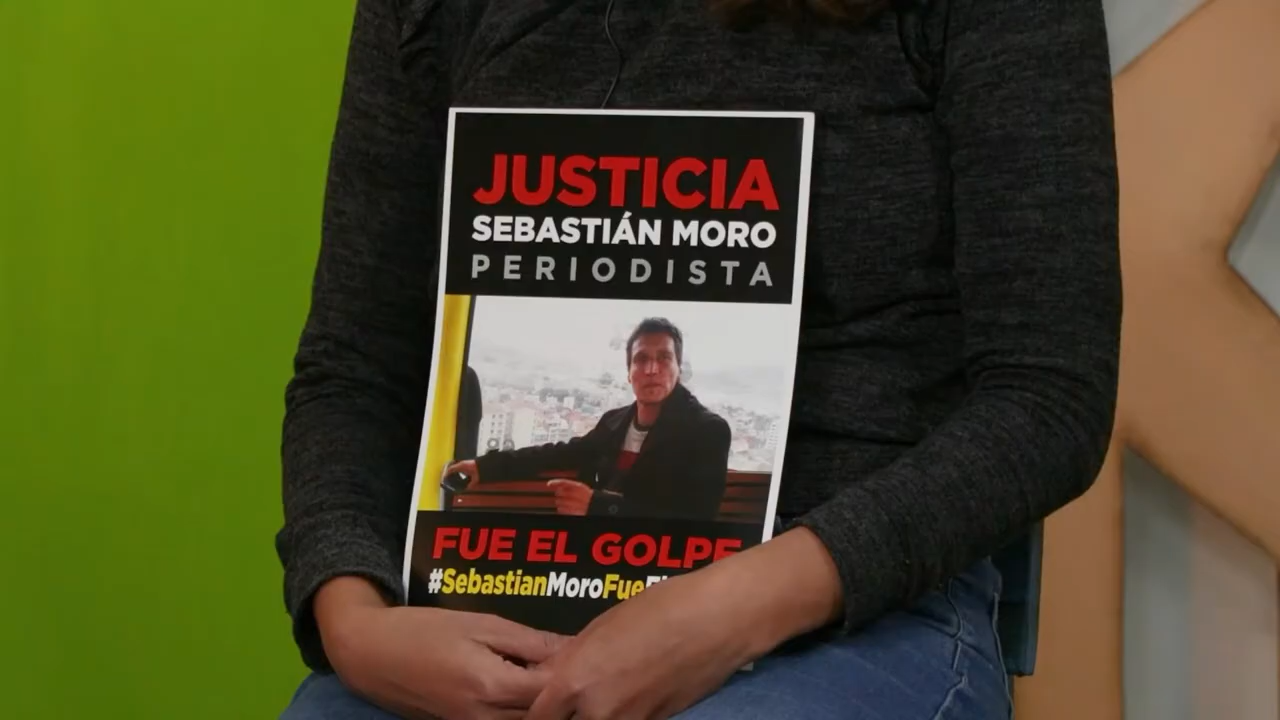 JUSTICIA
SEBASTIÁN MORO
PERIODISTA
FUE EL GOLPE
#SebastianMoroFue